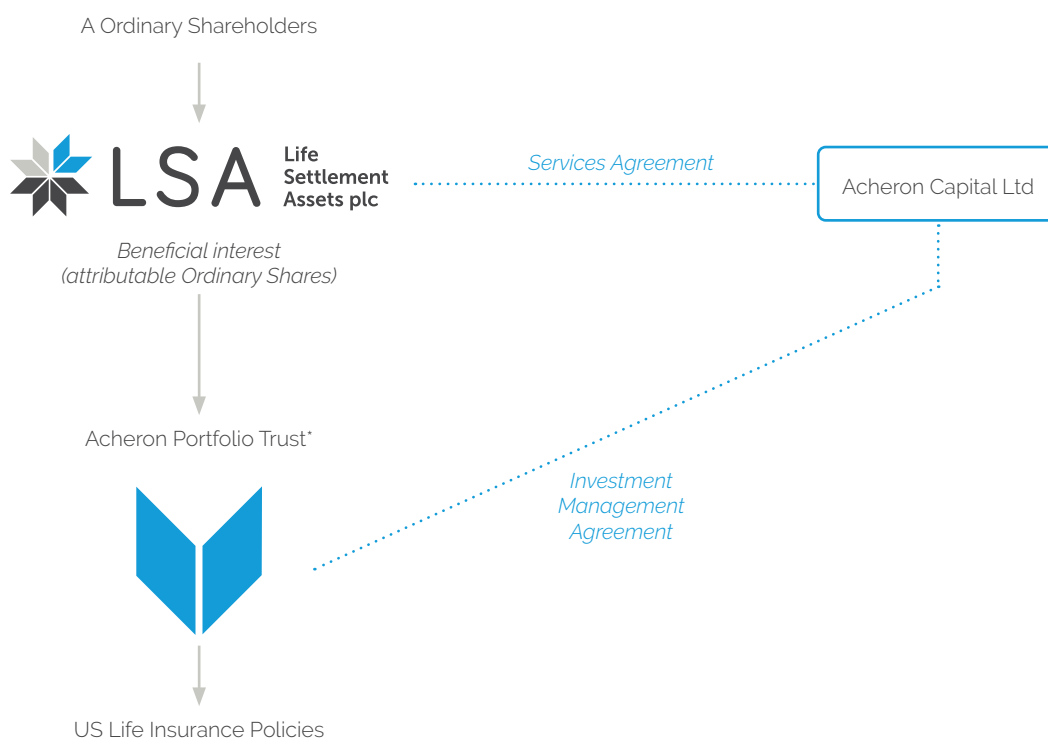 A Ordinary Shareholders
LSA
Life
Settlement
Assets plc
Services Agreement
Acheron Capital Ltd
Beneficial interest
(attributable Ordinary Shares)
Acheron Portfolio Trust*
Investment
Management
Agreement
US Life Insurance Policies